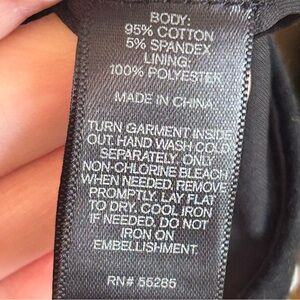 BODY:
95% COTTON
5% SPANDEX
LINING:
100% POLYESTER
MADE IN CHINA.
TURN GARMENT INSIDE
OUT. HAND WASH COLD
SEPARATELY. ONLY
NON-CHLORINE BLEACH
WHEN NEEDED. REMOVE
PROMPTLY. LAY FLAT
TO DRY. COOL IRON
IF NEEDED. DO NOT
IRON ON
EMBELLISHMENT.
RN# 55285